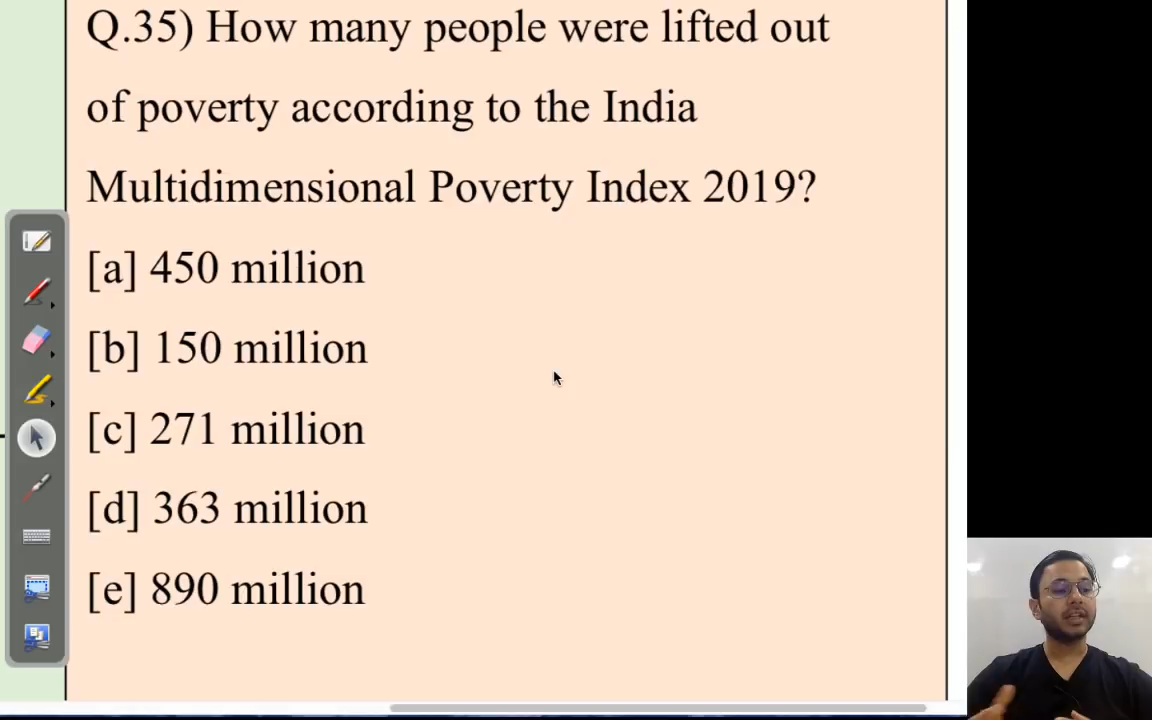 Q.35) How many people were lifted out
of poverty according to the India
Multidimensional Poverty Index 2019?
[a] 450 million
[b] 150 million
[c] 271 million
[d] 363 million
[e] 890 million